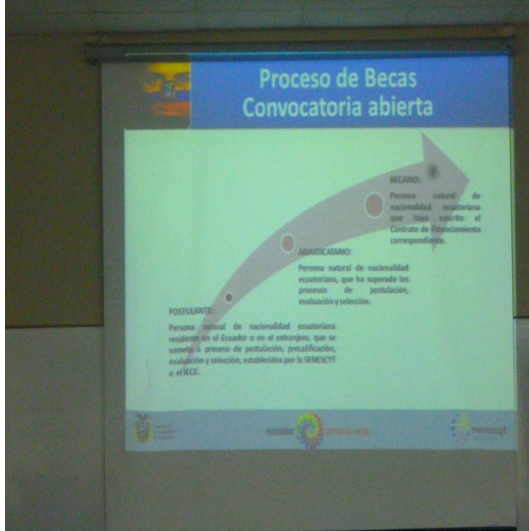 Proceso de Becas
Convocatoria abierta
BECARIO:
Persona natural de
nacionalidad ecuatoriana
que haya suscrito el
Contrato de Financiamiento
correspondiente.
ADJUDICATARIO:
Persona natural de nacionalidad
ecuatoriana, que ha superado los
procesos de postulación,
evaluación y selección.
POSTULANTE:
Persona natural de nacionalidad ecuatoriana
residente en el Ecuador o en el extranjero, que se
somete a proceso de postulación, precalificación,
evaluación y selección, establecidos por la SENESCYT
o el IECE.
ecuador ama la vida
senescyt